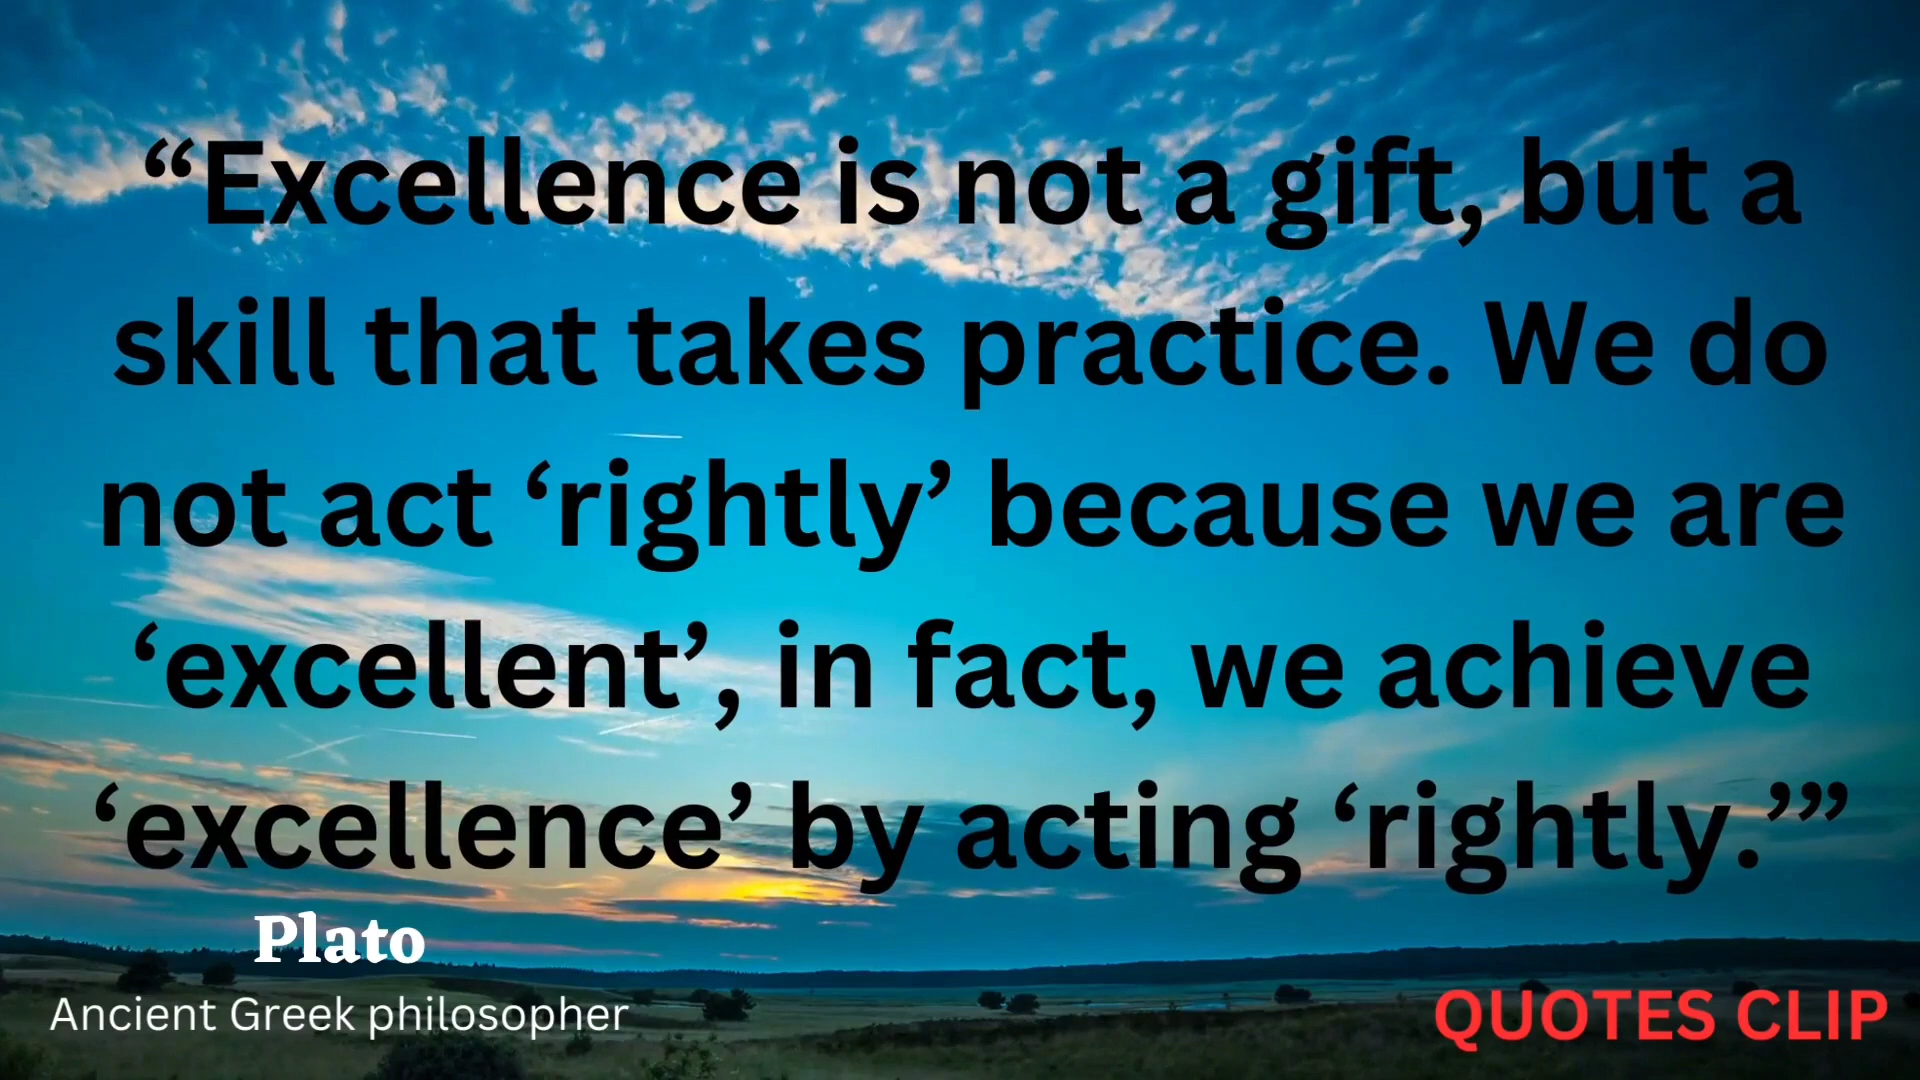 “Excellence is not a gift, but a
skill that takes practice. We do
not act ‘rightly’ because we are
‘excellent’, in fact, we achieve
‘excellence’ by acting ‘rightly.’”
Plato
Ancient Greek philosopher
QUOTES CLIP